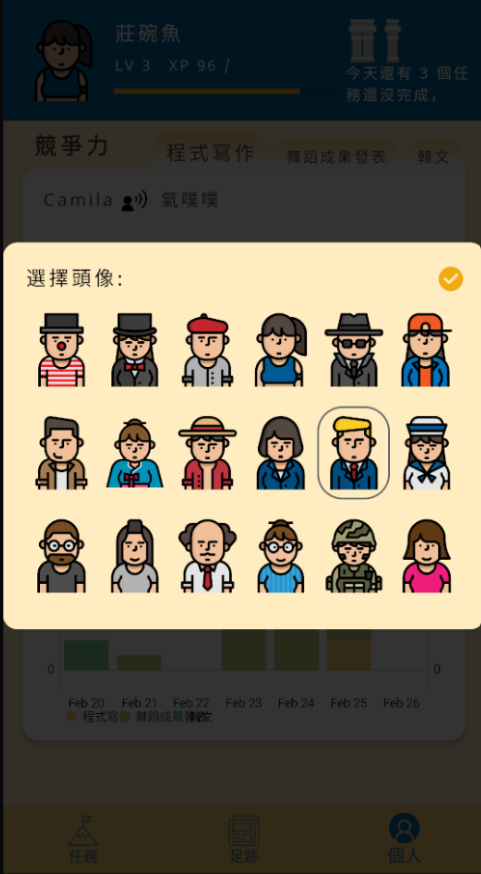 莊碗魚
LV 3 XP 96 /
今天還有 3 個任
務還沒完成，
競爭力
程式寫作
舞蹈成果發表
韓文
Camila 氣噗噗
選擇頭像:
0
0
Feb 20 Feb 21 Feb 22 Feb 23 Feb 24 Feb 25 Feb 26
程式寫作 舞蹈成果發表 韓文
任務
足跡
個人